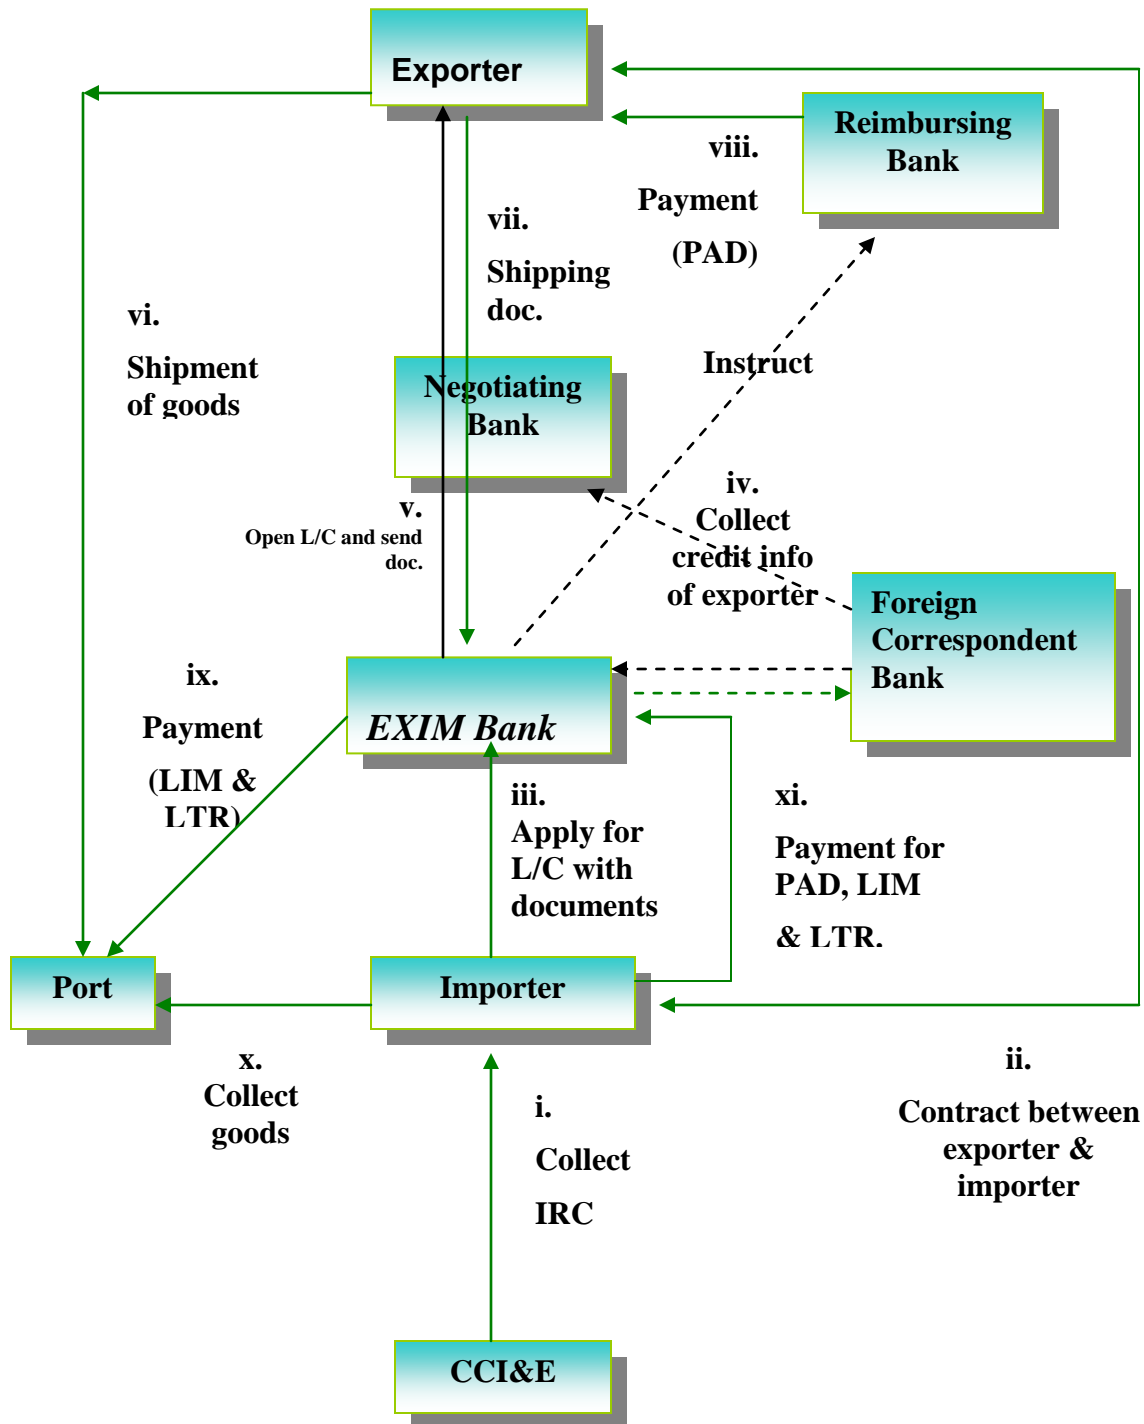 Exporter
Reimbursing
Bank
viii.
Payment
(PAD)
vii.
Shipping
doc.
vi.
Shipment
of goods
Instruct
Negotiating
Bank
iv.
Collect
credit info
of exporter
v.
Open L/C and send
doc.
Foreign
Correspondent
Bank
ix.
Payment
(LIM &
LTR)
EXIM Bank
iii.
Apply for
L/C with
documents
xi.
Payment for
PAD, LIM
& LTR.
Port
Importer
x.
Collect
goods
i.
Collect
IRC
ii.
Contract between
exporter &
importer
CCI&E